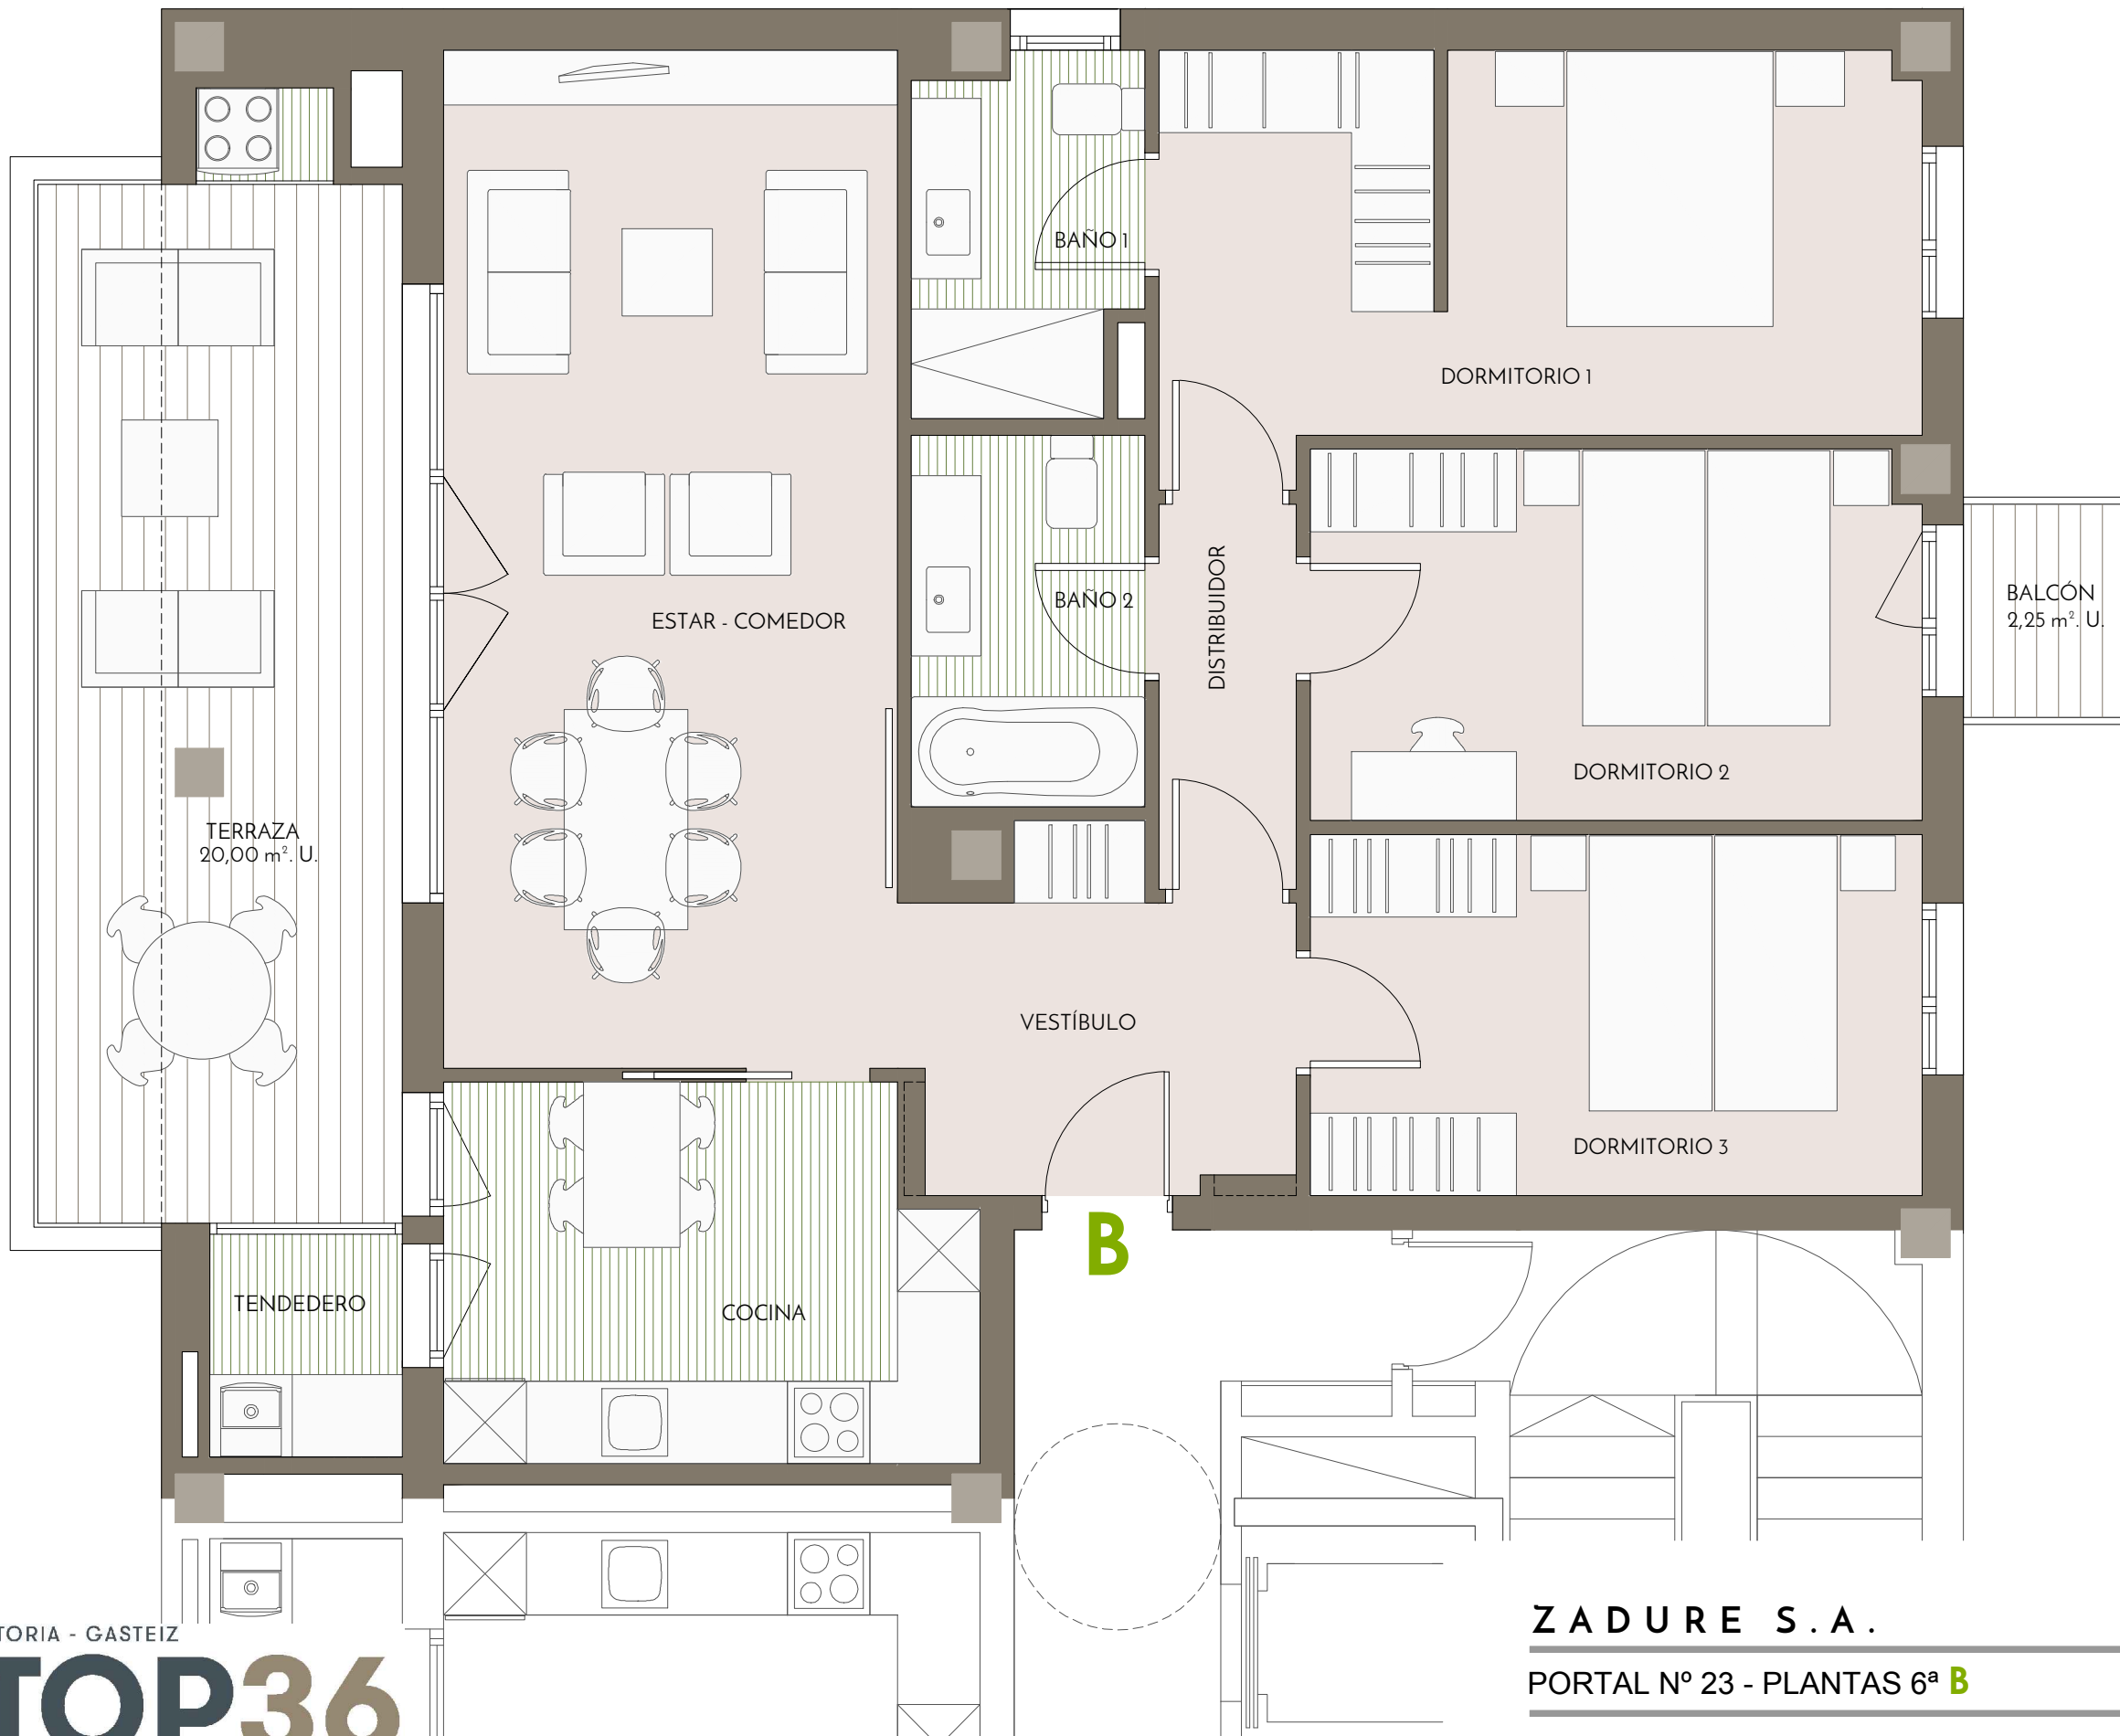 BAÑO 1
DORMITORIO 1
ESTAR - COMEDOR
BAÑO 2
DISTRIBUIDOR
BALCÓN
2,25 m². U.
DORMITORIO 2
TERRAZA
20,00 m². U.
VESTÍBULO
DORMITORIO 3
B
TENDEDERO
COCINA
TORIA - GASTEIZ
TOP36
ZADURE S.A.
PORTAL Nº 23 - PLANTAS 6ª B